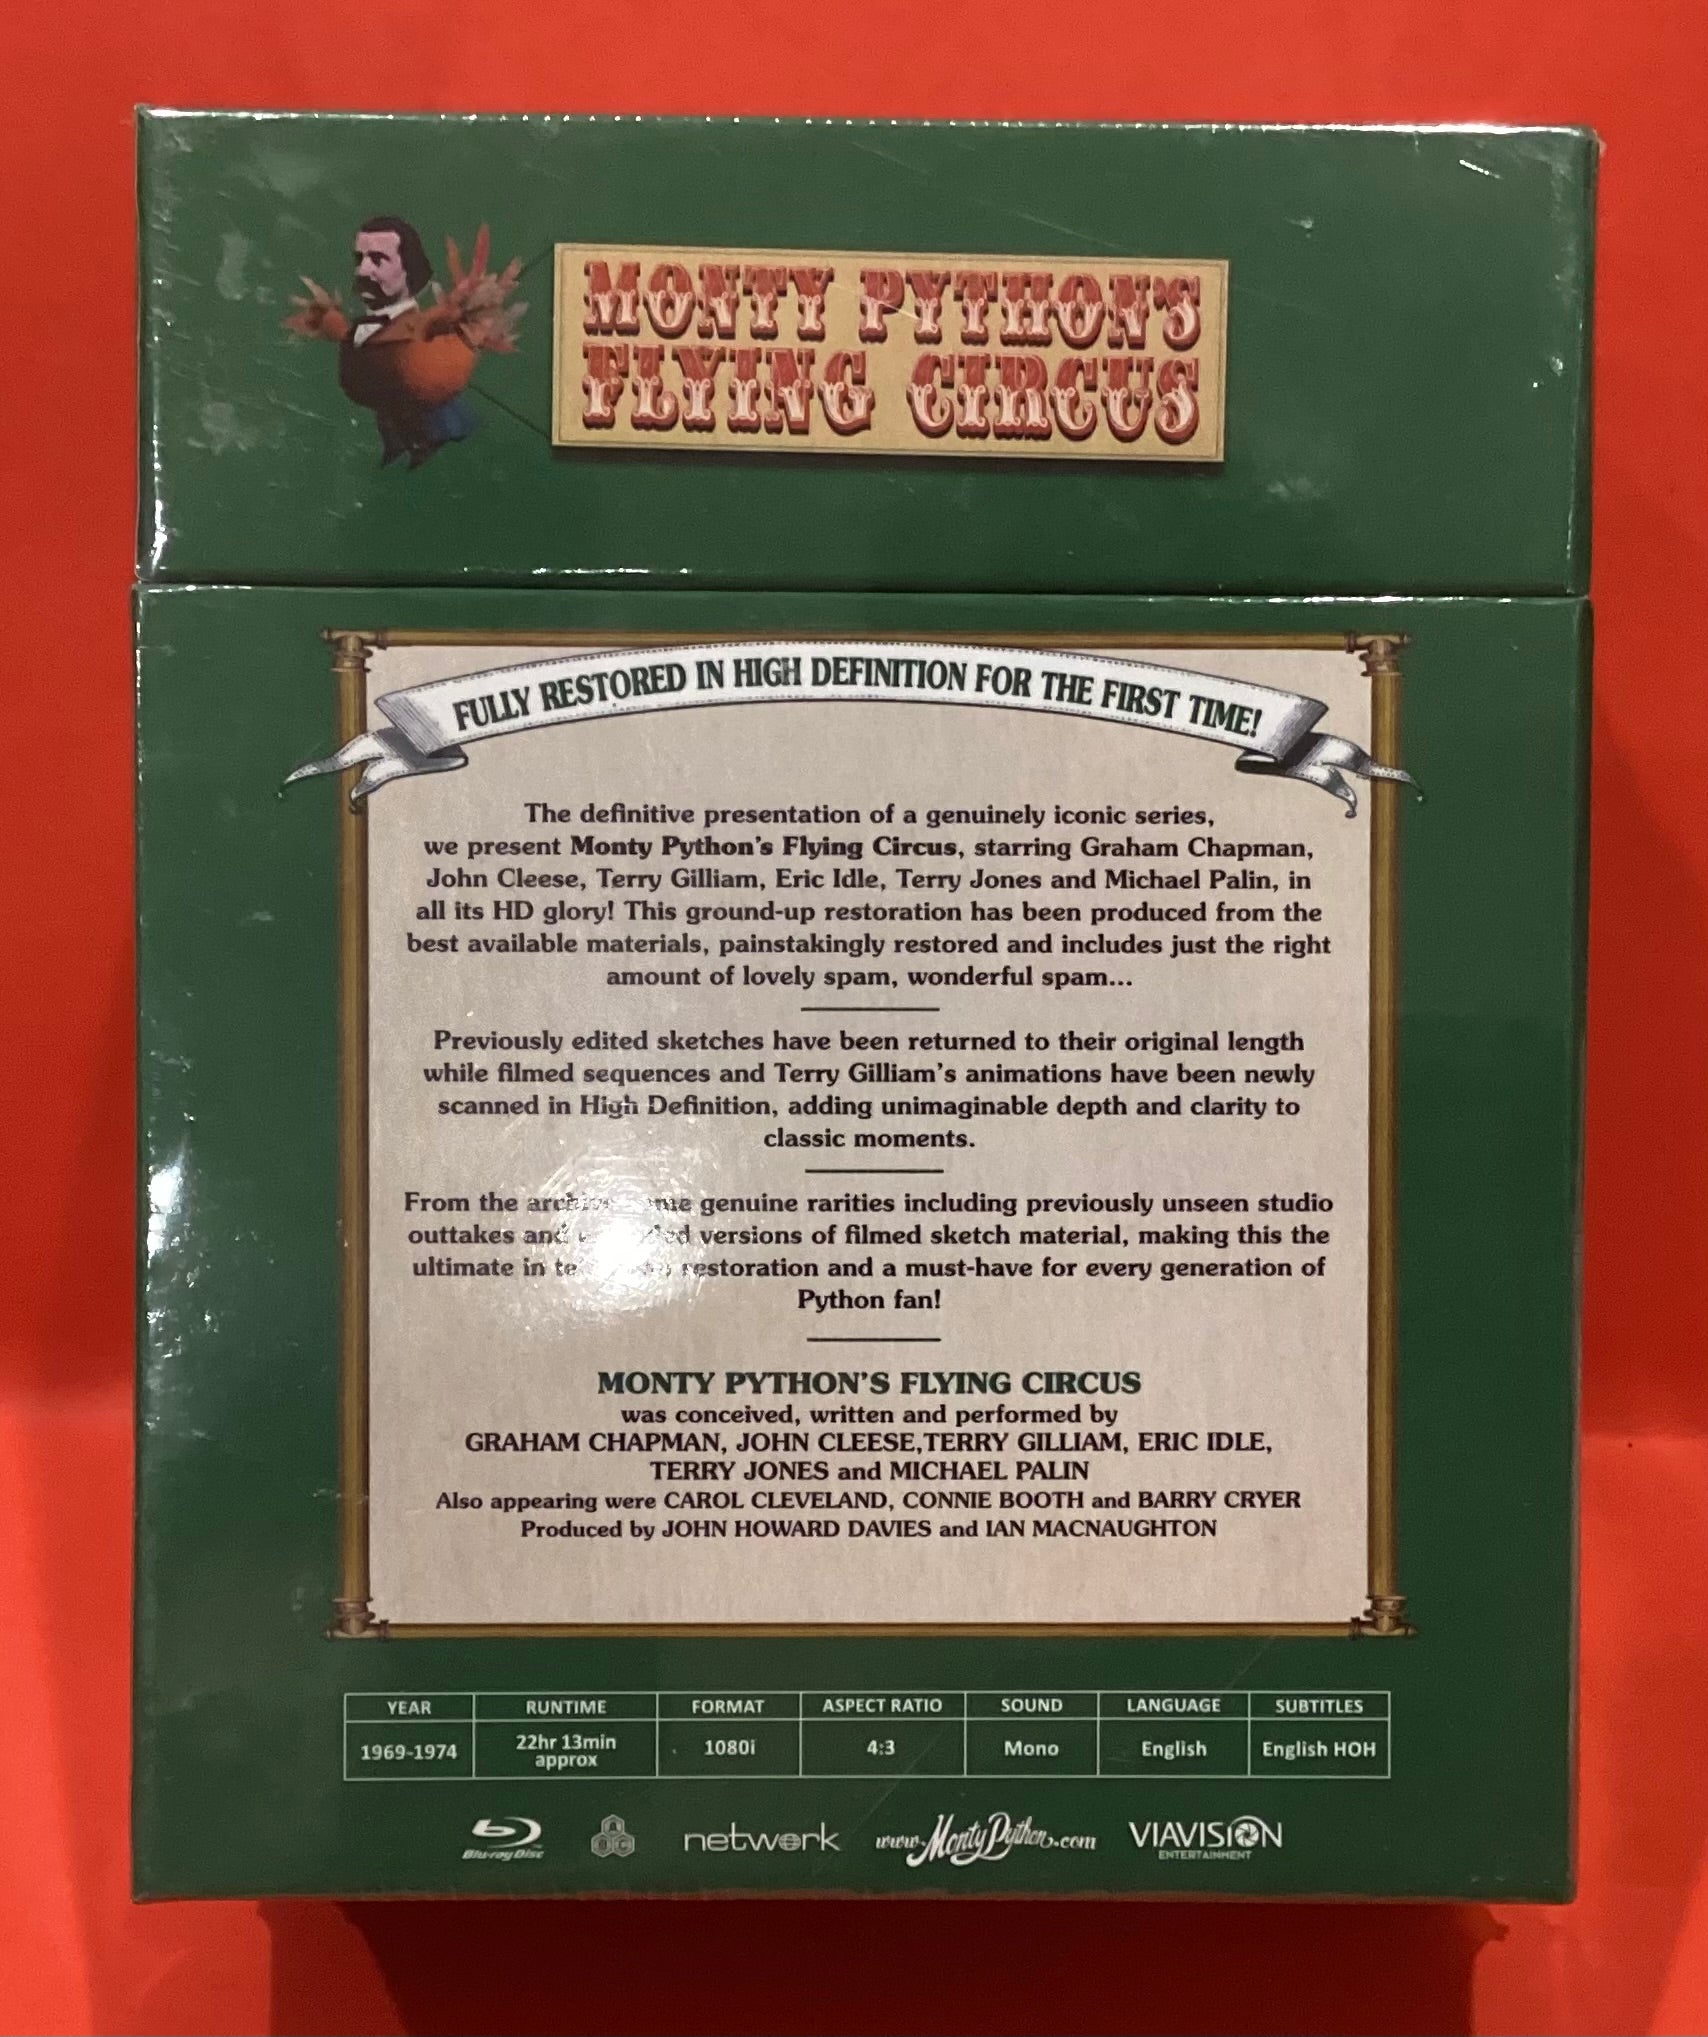 MONTY PYTHON'S
FLYING CIRCUS
FULLY RESTORED IN HIGH DEFINITION FOR THE FIRST TIME!
The definitive presentation of a genuinely iconic series,
we present Monty Python's Flying Circus, starring Graham Chapman,
John Cleese, Terry Gilliam, Eric Idle, Terry Jones and Michael Palin, in
all its HD glory! This ground-up restoration has been produced from the
best available materials, painstakingly restored and includes just the right
amount of lovely spam, wonderful spam...
Previously edited sketches have been returned to their original length
while filmed sequences and Terry Gilliam's animations have been newly
scanned in High Definition, adding unimaginable depth and clarity to
classic moments.
From the genuine rarities including previously unseen studio
outtakes and versions of filmed sketch material, making this the
ultimate in restoration and a must-have for every generation of
Python fan!
MONTY PYTHON'S FLYING CIRCUS
was conceived, written and performed by
GRAHAM CHAPMAN, JOHN CLEESE,TERRY GILLIAM, ERIC IDLE,
TERRY JONES and MICHAEL PALIN
Also appearing were CAROL CLEVELAND, CONNIE BOOTH and BARRY CRYER
Produced by JOHN HOWARD DAVIES and IAN MACNAUGHTON
YEAR RUNTIME FORMAT ASPECT RATIO SOUND LANGUAGE SUBTITLES
1969-1974 22hr 13min approx 1080i 4:3 Mono English English HOH
Blu-ray Disc ABC network www.MontyPython.com VIAVISION
ENTERTAINMENT